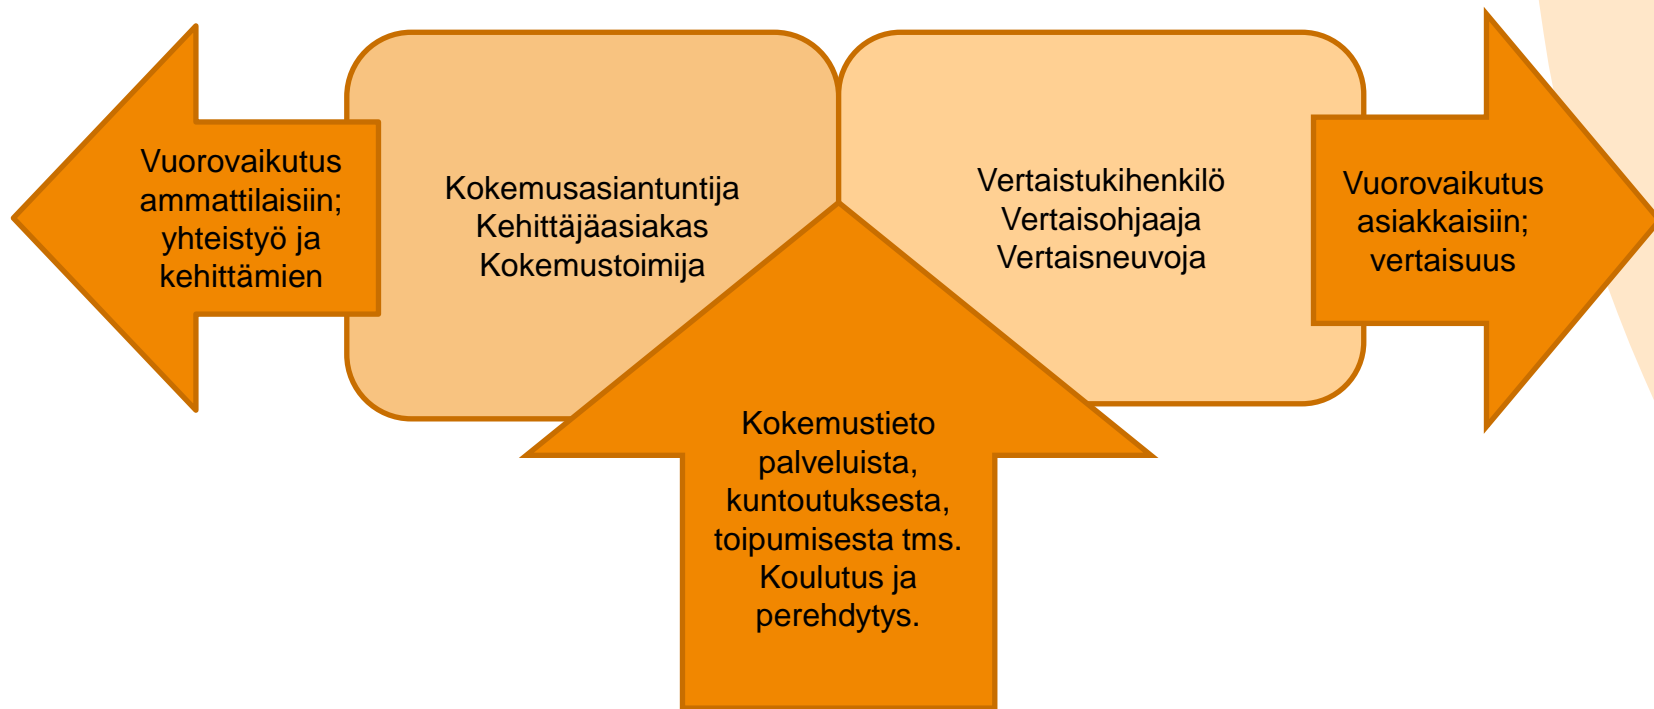 Vuorovaikutus
ammattilaisiin;
yhteistyö ja
kehittämien
Kokemusasiantuntija
Kehittäjäasiakas
Kokemustoimija
Vertaistukihenkilö
Vertaisohjaaja
Vertaisneuvoja
Vuorovaikutus
asiakkaisiin;
vertaisuus
Kokemustieto
palveluista,
kuntoutuksesta,
toipumisesta tms.
Koulutus ja
perehdytys.